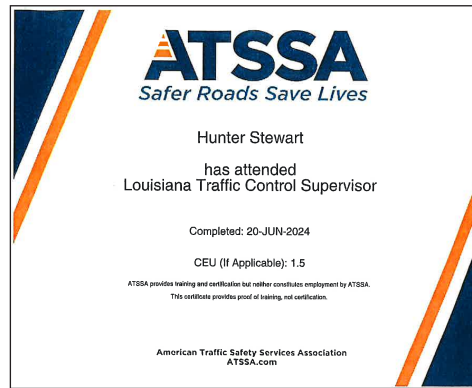 ATSSA
Safer Roads Save Lives
Hunter Stewart
has attended
Louisiana Traffic Control Supervisor
Completed: 20-JUN-2024
CEU (If Applicable): 1.5
ATSSA provides training and certification but neither constitutes employment by ATSSA.
This certificate provides proof of training, not certification.
American Traffic Safety Services Association
ATSSA.com